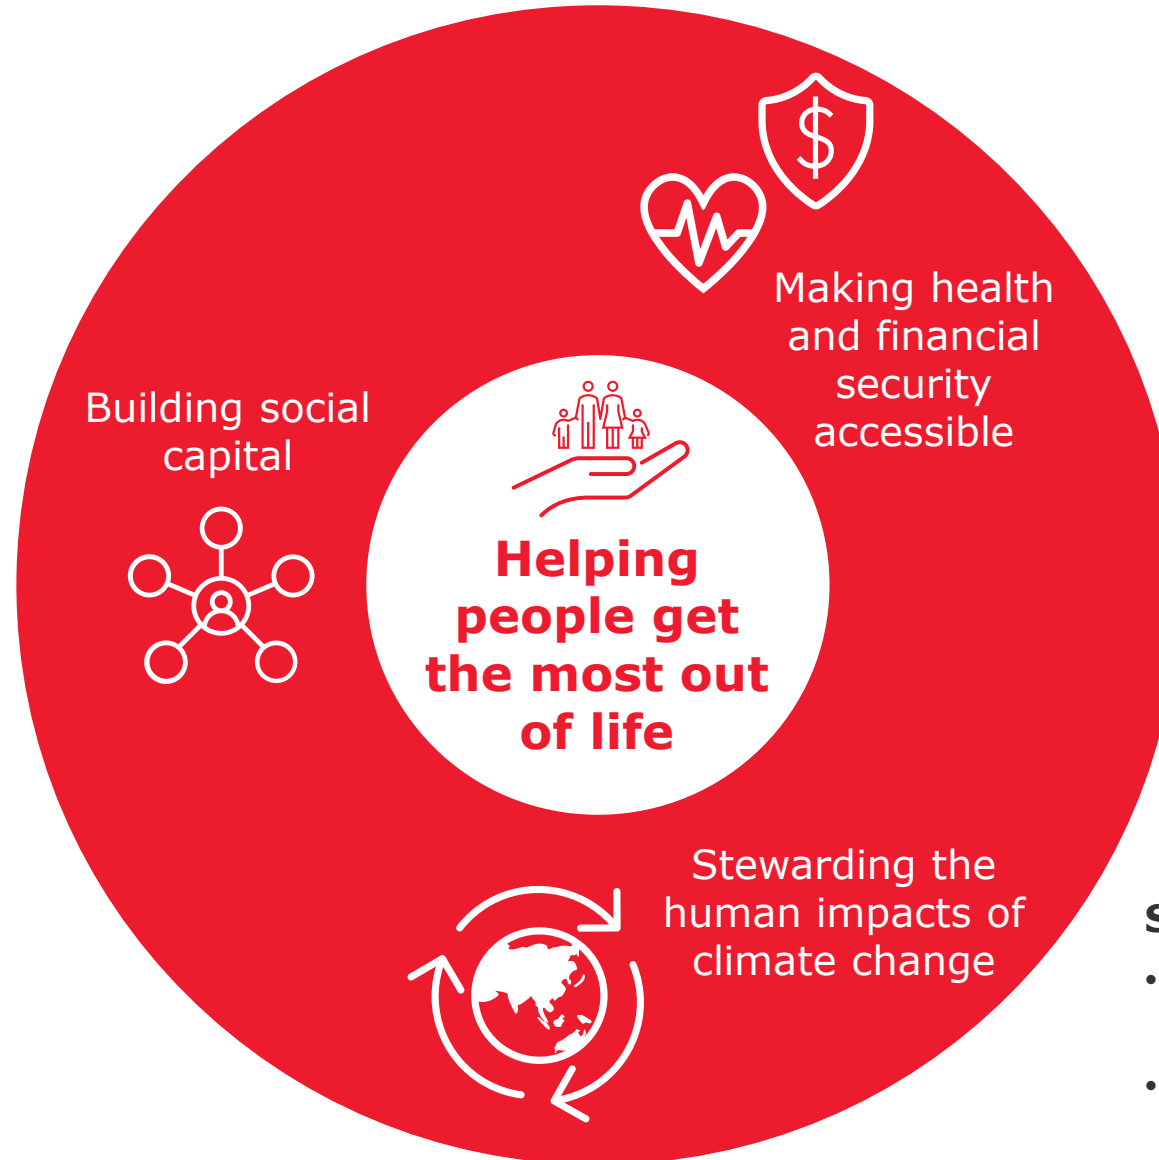 Making health
and financial
security
accessible
Building social
capital
Helping
people get
the most out
of life
Stewarding the
human impacts of
climate change